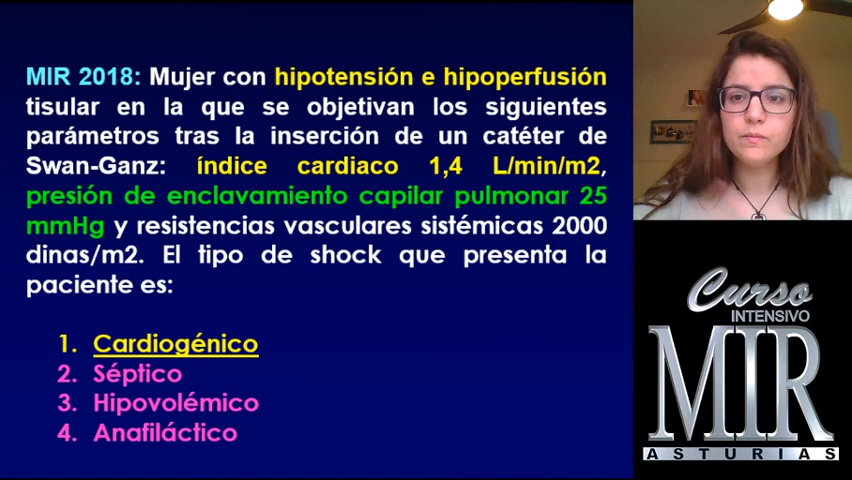 MIR 2018: Mujer con hipotensión e hipoperfusión
tisular en la que se objetivan los siguientes
parámetros tras la inserción de un catéter de
Swan-Ganz: índice cardiaco 1,4 L/min/m2,
presión de enclavamiento capilar pulmonar 25
mmHg y resistencias vasculares sistémicas 2000
dinas/m2. El tipo de shock que presenta la
paciente es:
1. Cardiogénico
2. Séptico
3. Hipovolémico
4. Anafiláctico
Curso
INTENSIVO
MIR
ASTURIAS